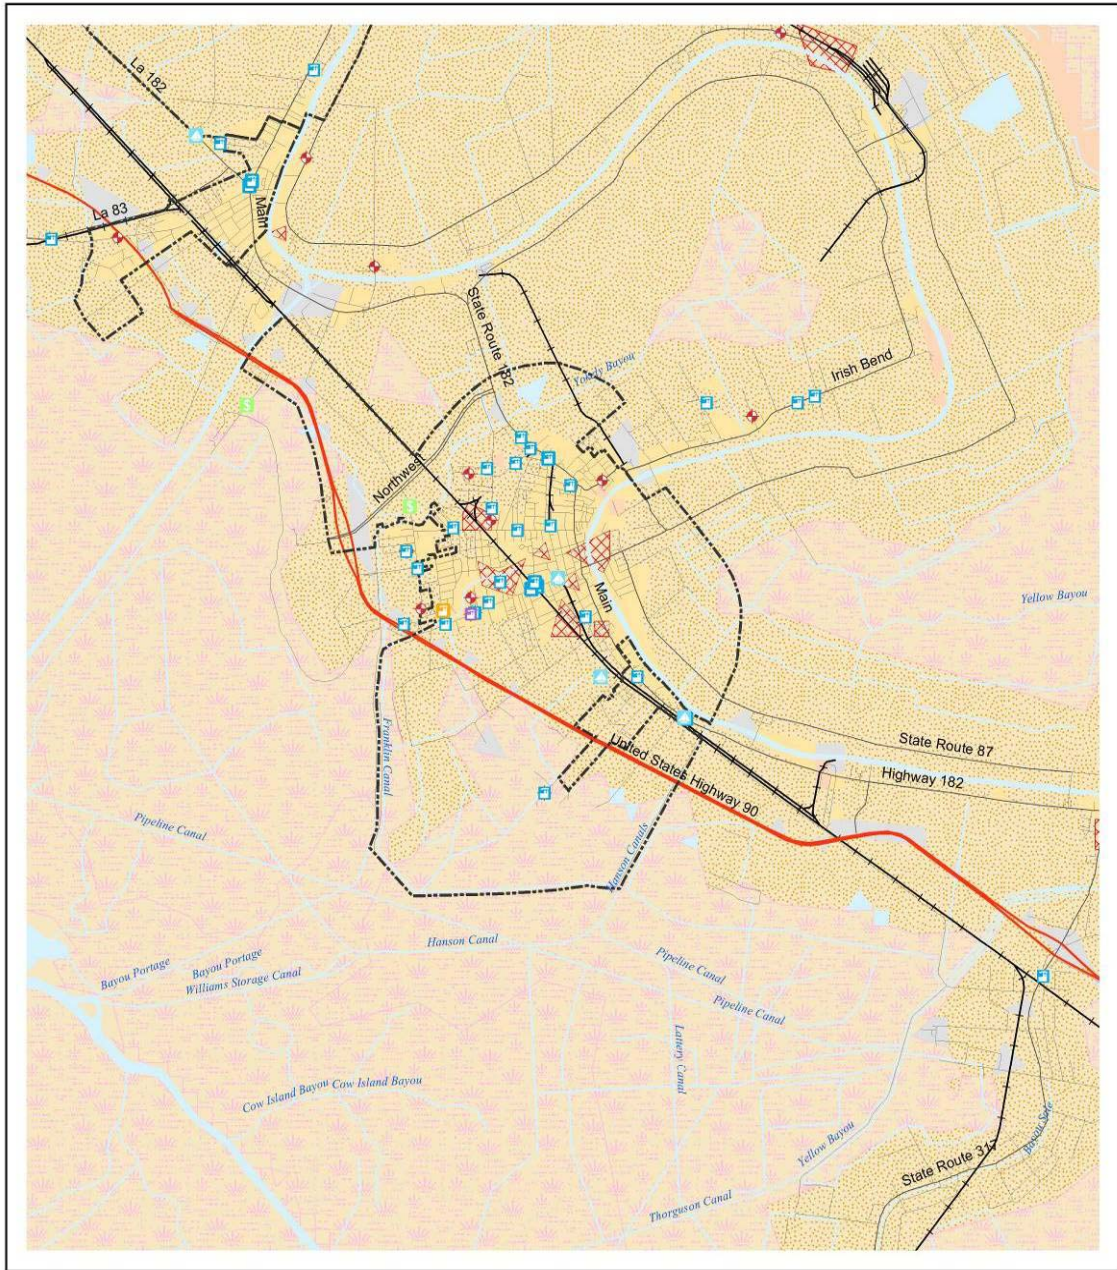 La 182
La 83
Main
State Route 182
Yokely Bayou
Irish Bend
Northwest
Main
Yellow Bayou
Franklin Canal
United States Highway 90
State Route 87
Highway 182
Pipeline Canal
Hanson Canals
Hanson Canal
Bayou Portage
Bayou Portage
Williams Storage Canal
Pipeline Canal
Pipeline Canal
Lattery Canal
Cow Island Bayou
Cow Island Bayou
Yellow Bayou
Bayou Sale
State Route 317
Thorguson Canal
$
$